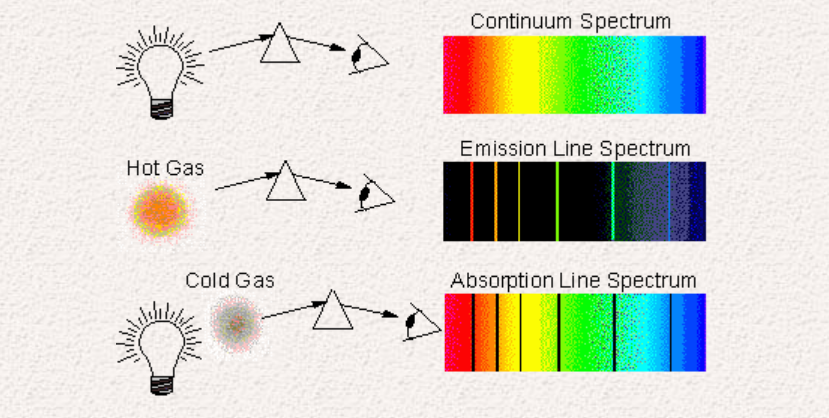 Continuum Spectrum
Hot Gas
Emission Line Spectrum
Cold Gas
Absorption Line Spectrum